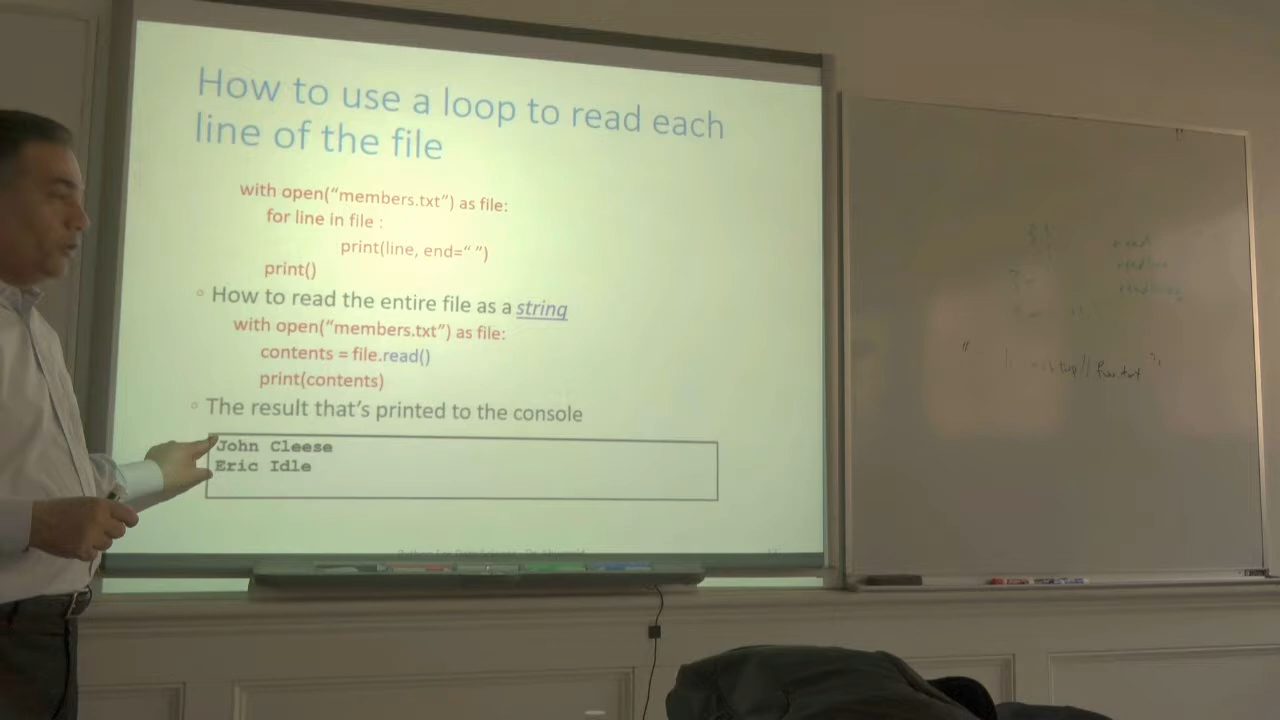 How to use a loop to read each
line of the file
with open(“members.txt”) as file:
for line in file :
print(line, end=“ ”)
print()
◦ How to read the entire file as a string
with open(“members.txt”) as file:
contents = file.read()
print(contents)
◦ The result that’s printed to the console
John Cleese
Eric Idle
read
readline